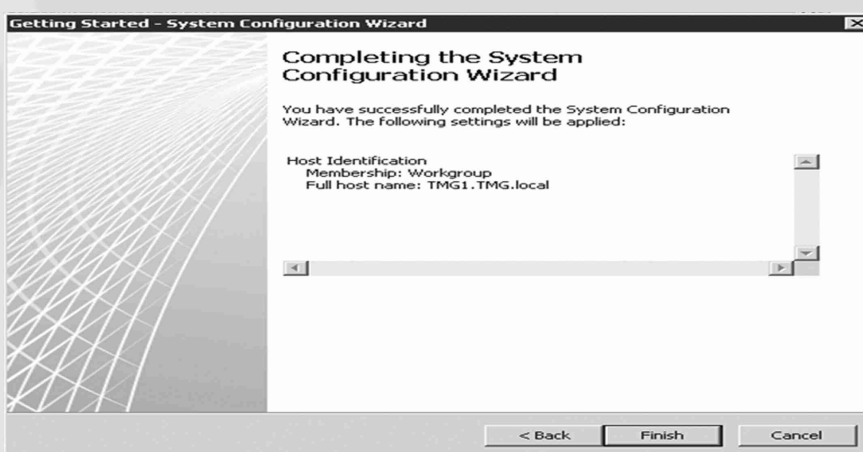 Getting Started - System Configuration Wizard
Completing the System
Configuration Wizard
You have successfully completed the System Configuration
Wizard. The following settings will be applied:
Host Identification
Membership: Workgroup
Full host name: TMG1.TMG.local
< Back
Finish
Cancel